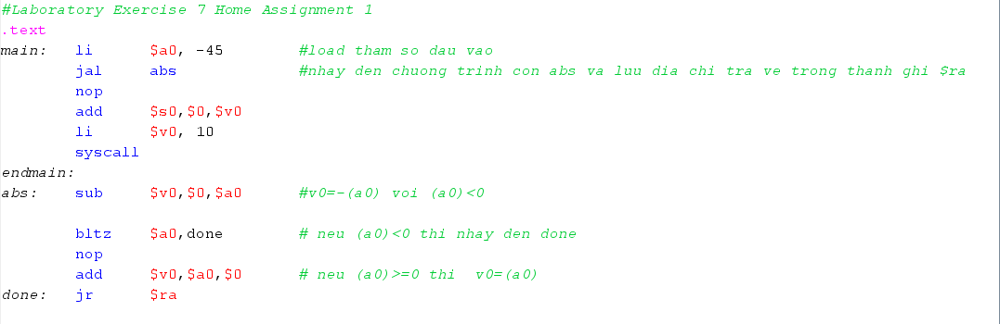 #Laboratory Exercise 7 Home Assignment 1
.text
main: li $a0, -45 #load tham so dau vao
jal abs #nhay den chuong trinh con abs va luu dia chi tra ve trong thanh ghi $ra
nop
add $s0,$0,$v0
li $v0, 10
syscall
endmain:
abs: sub $v0,$0,$a0 #v0=-(a0) voi (a0)<0
bltz $a0,done # neu (a0)<0 thi nhay den done
nop
add $v0,$a0,$0 # neu (a0)>=0 thi v0=(a0)
done: jr $ra